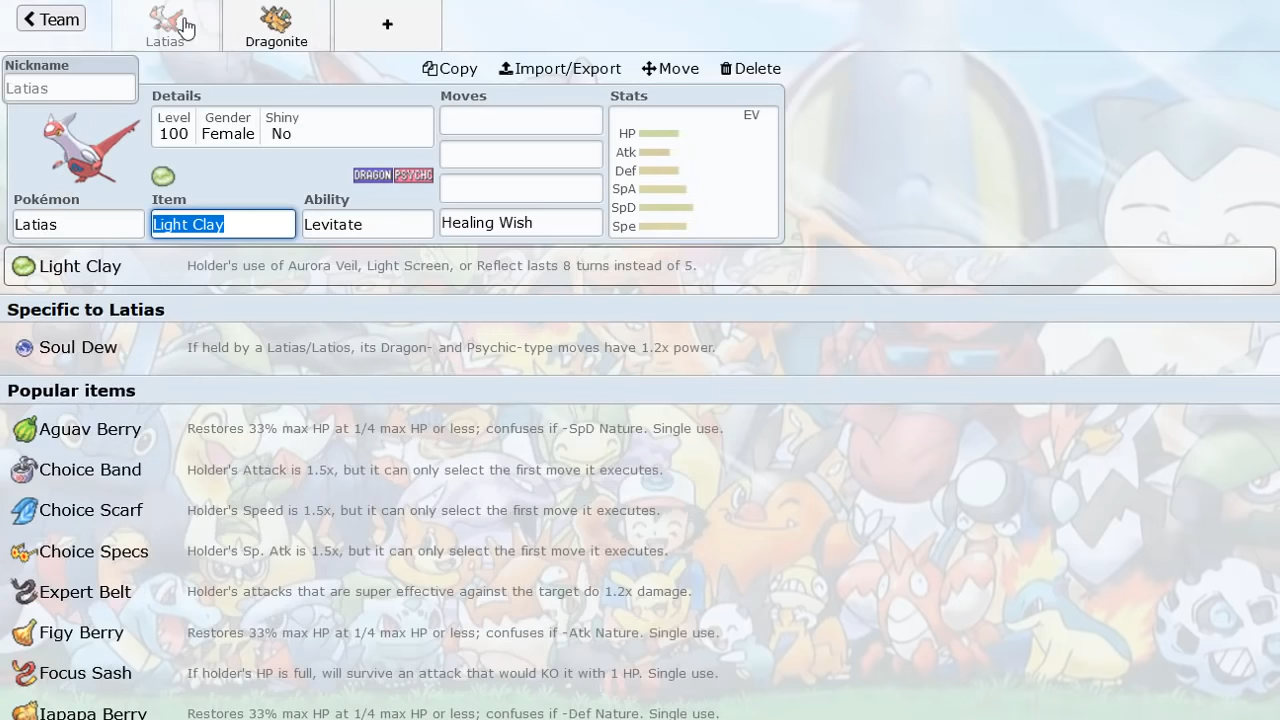 Team
Latias
Dragonite
+
Nickname
Latias
Copy
Import/Export
Move
Delete
Details
Moves
Stats
Level
Gender
Shiny
100
Female
No
EV
HP
Atk
Def
SpA
SpD
Spe
DRAGON
PSYCHC
Pokémon
Item
Ability
Latias
Light Clay
Levitate
Healing Wish
Light Clay Holder's use of Aurora Veil, Light Screen, or Reflect lasts 8 turns instead of 5.
Specific to Latias
Soul Dew If held by a Latias/Latios, its Dragon- and Psychic-type moves have 1.2x power.
Popular items
Aguav Berry Restores 33% max HP at 1/4 max HP or less; confuses if -SpD Nature. Single use.
Choice Band Holder's Attack is 1.5x, but it can only select the first move it executes.
Choice Scarf Holder's Speed is 1.5x, but it can only select the first move it executes.
Choice Specs Holder's Sp. Atk is 1.5x, but it can only select the first move it executes.
Expert Belt Holder's attacks that are super effective against the target do 1.2x damage.
Figy Berry Restores 33% max HP at 1/4 max HP or less; confuses if -Atk Nature. Single use.
Focus Sash If holder's HP is full, will survive an attack that would KO it with 1 HP. Single use.
Iapapa Berry Restores 33% max HP at 1/4 max HP or less; confuses if -Def Nature. Single use.